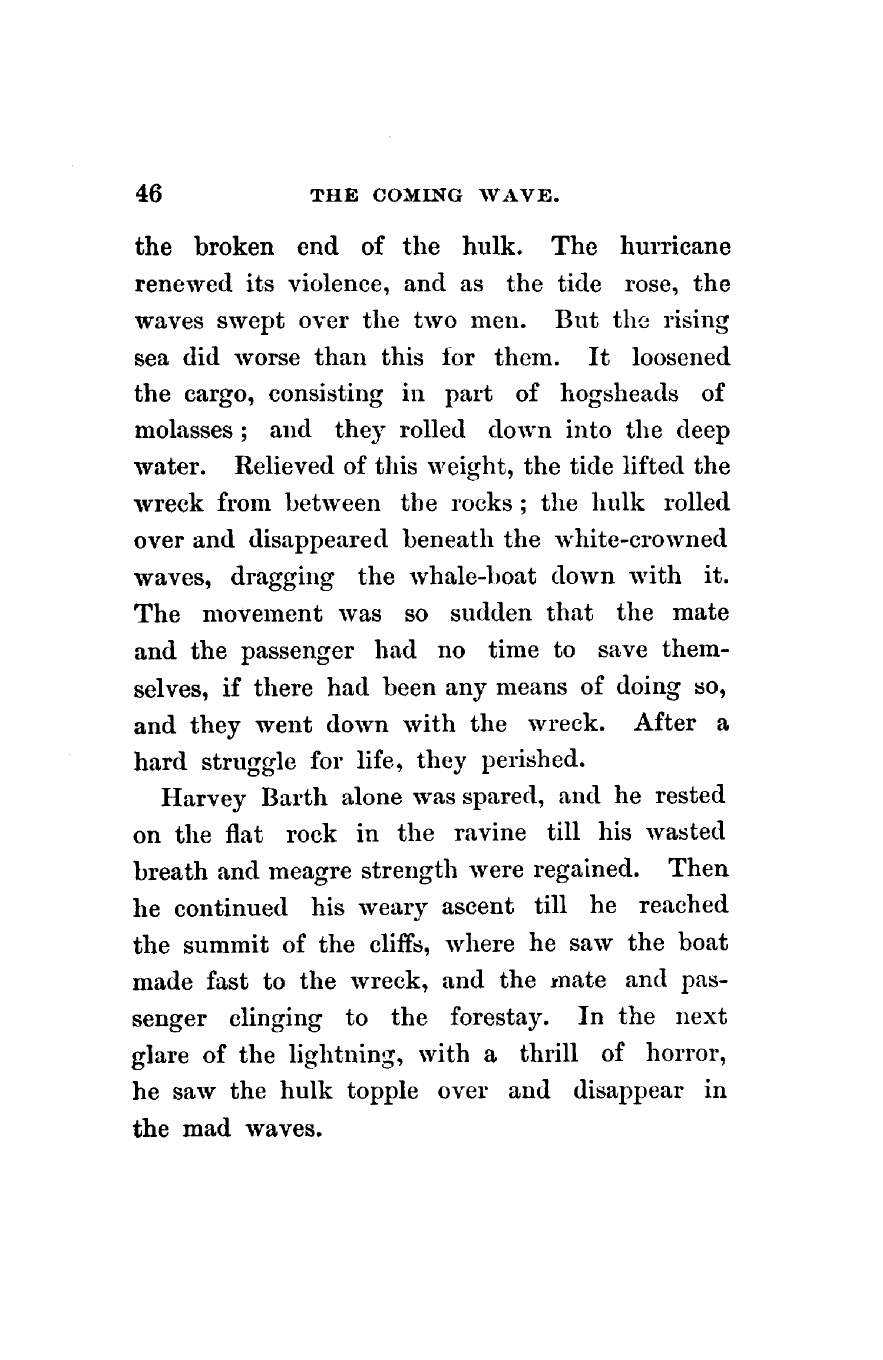 46 THE COMING WAVE.
the broken end of the hulk. The hurricane
renewed its violence, and as the tide rose, the
waves swept over the two men. But the rising
sea did worse than this for them. It loosened
the cargo, consisting in part of hogsheads of
molasses ; and they rolled down into the deep
water. Relieved of this weight, the tide lifted the
wreck from between the rocks ; the hulk rolled
over and disappeared beneath the white-crowned
waves, dragging the whale-boat down with it.
The movement was so sudden that the mate
and the passenger had no time to save them-
selves, if there had been any means of doing so,
and they went down with the wreck. After a
hard struggle for life, they perished.
Harvey Barth alone was spared, and he rested
on the flat rock in the ravine till his wasted
breath and meagre strength were regained. Then
he continued his weary ascent till he reached
the summit of the cliffs, where he saw the boat
made fast to the wreck, and the mate and pas-
senger clinging to the forestay. In the next
glare of the lightning, with a thrill of horror,
he saw the hulk topple over and disappear in
the mad waves.